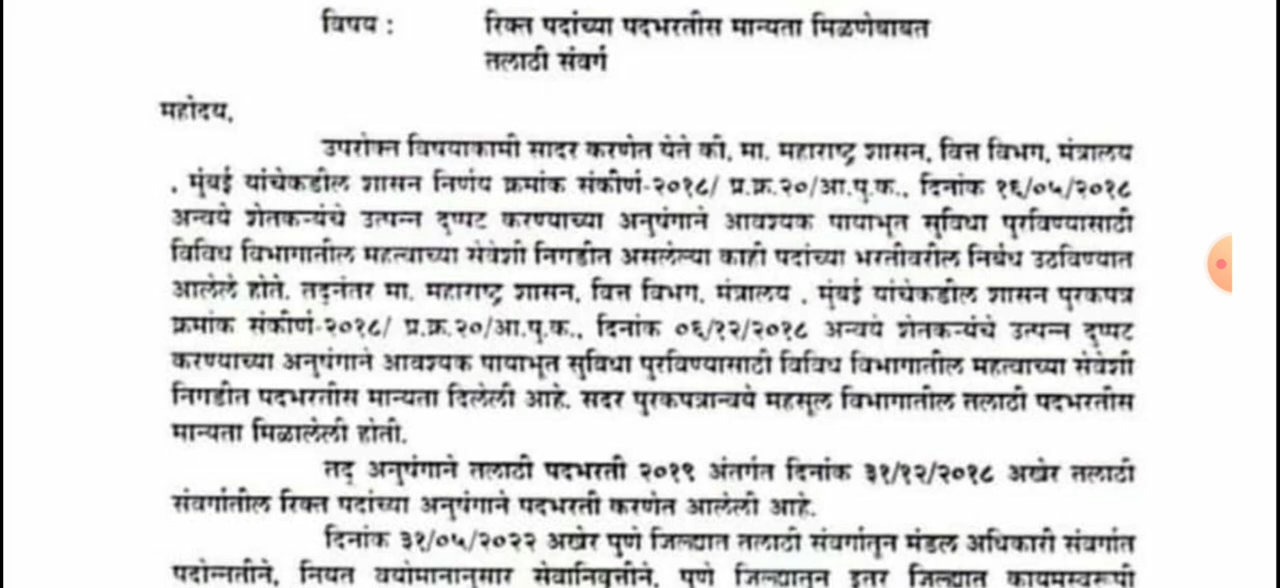 विषय :	रिक्त पदांच्या पदभरतीस मान्यता मिळणेबाबत
तलाठी संवर्ग
महोदय,
उपरोक्त विषयाकामी सादर करणेत येते की, मा. महाराष्ट्र शासन, वित्त विभग, मंत्रालय
, मुंबई यांचेकडील शासन निर्णय क्रमांक संकीर्ण-२०१८/ प्र.क्र.२०/आ.पु.क., दिनांक १६/०५/२०१८
अन्वये शेतकऱ्यंचे उत्पन्न दुप्पट करण्याच्या अनुषंगाने आवश्यक पायाभूत सुविधा पुरविण्यासाठी
विविध विभागातील महत्वाच्या सेवेशी निगडीत असलेल्या काही पदांच्या भरतीवरील निर्बंध उठविण्यात
आलेले होते. तद्नंतर मा. महाराष्ट्र शासन, वित्त विभग, मंत्रालय , मुंबई यांचेकडील शासन पुरकपत्र
क्रमांक संकीर्ण-२०१८/ प्र.क्र.२०/आ.पु.क., दिनांक ०६/१२/२०१८ अन्वये शेतकऱ्यंचे उत्पन्न दुप्पट
करण्याच्या अनुषंगाने आवश्यक पायाभूत सुविधा पुरविण्यासाठी विविध विभागातील महत्वाच्या सेवेशी
निगडीत पदभरतीस मान्यता दिलेली आहे. सदर पुरकपत्रान्वये महसूल विभागातील तलाठी पदभरतीस
मान्यता मिळालेली होती.
तद् अनुषंगाने तलाठी पदभरती २०१९ अंतर्गत दिनांक ३१/१२/२०१८ अखेर तलाठी
संवर्गातील रिक्त पदांच्या अनुषंगाने पदभरती करणेत आलेली आहे.
दिनांक ३१/०५/२०२२ अखेर पुणे जिल्ह्यात तलाठी संवर्गातुन मंडल अधिकारी संवर्गात
पदोन्नतीने, नियत वयोमानानुसार सेवानिवृत्तीने, पुणे जिल्ह्यातुन इतर जिल्ह्यात कायमस्वरूपी